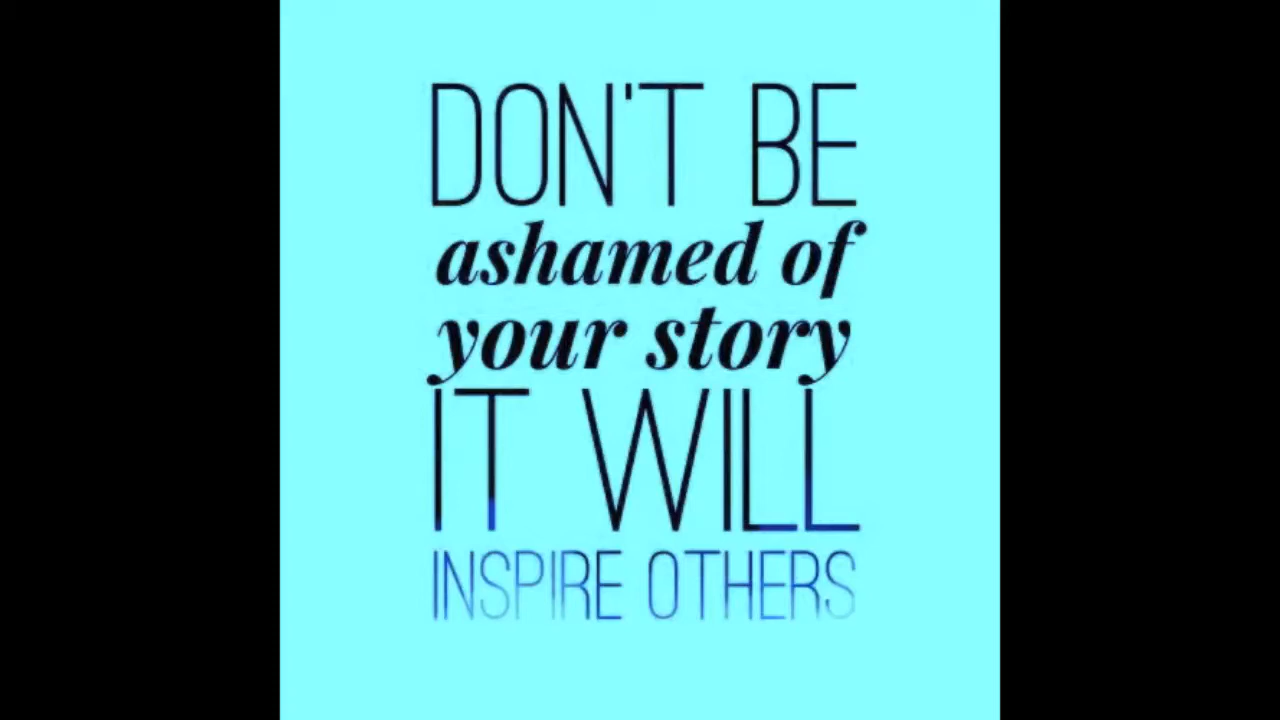 DON'T BE
ashamed of
your story
IT WILL
INSPIRE OTHERS